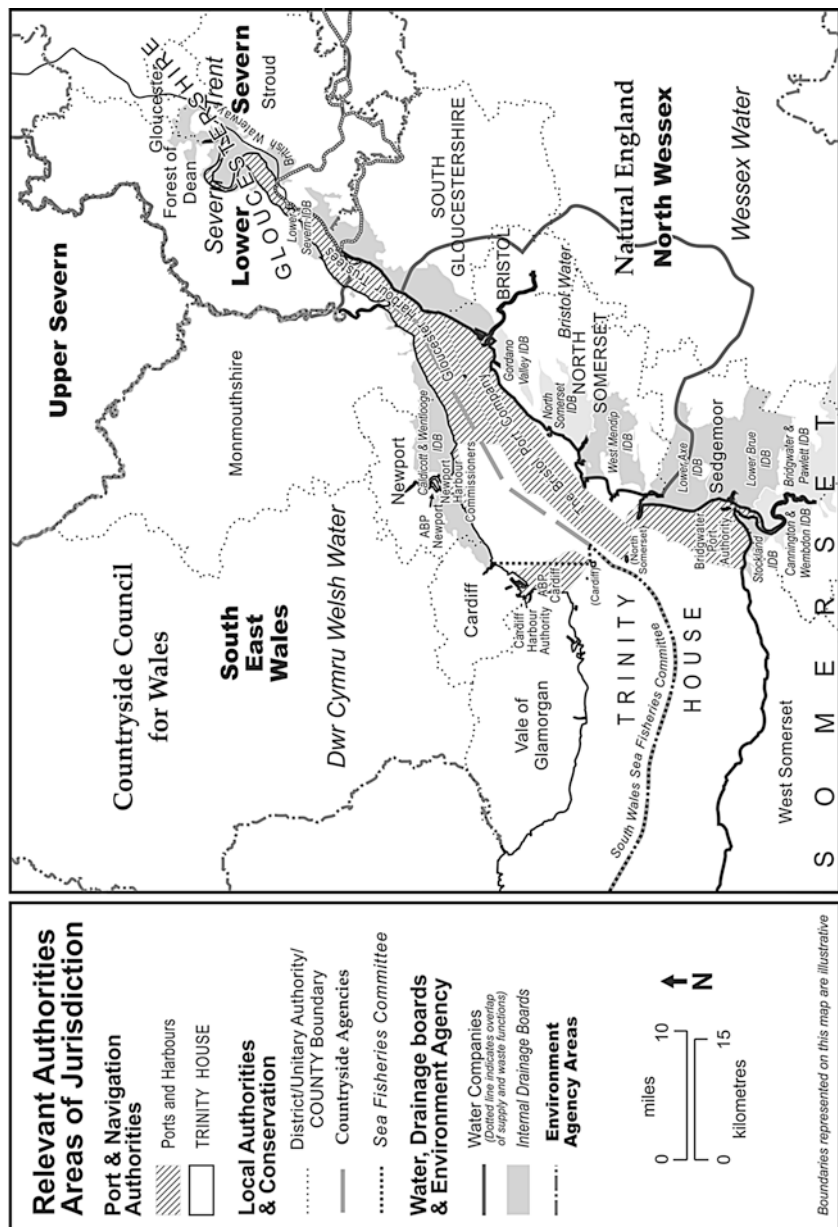 Relevant Authorities
Areas of Jurisdiction
Port & Navigation
Authorities
Ports and Harbours
TRINITY HOUSE
Local Authorities
& Conservation
District/Unitary Authority/
COUNTY Boundary
Countryside Agencies
Sea Fisheries Committee
Water, Drainage boards
& Environment Agency
Water Companies
(Dotted line indicates overlap
of supply and waste functions)
Internal Drainage Boards
Environment
Agency Areas
miles
0
10
0
15
kilometres
N
Boundaries represented on this map are illustrative
Countryside Council
for Wales
South
East
Wales
Dwr Cymru Welsh Water
Upper Severn
Monmouthshire
Newport
Caldicott & Wentlooge
IDB
ABP
Newport
Newport
Harbour
Commissioners
Cardiff
Cardiff
Harbour
Authority
ABP
Cardiff
(Cardiff)
Vale of
Glamorgan
Forest of
Dean
Gloucester
GLOUCESTERSHIRE
Severn Trent
Lower Severn
Stroud
British Waterways
Lower
Severn IDB
Gloucester Harbour Trustees
SOUTH
GLOUCESTERSHIRE
BRISTOL
The Bristol Port Company
Gordano
Valley IDB
Bristol Water
Natural England
North Wessex
Wessex Water
NORTH
SOMERSET
North
Somerset
IDB
West Mendip
IDB
(North
Somerset)
Lower Axe
IDB
Sedgemoor
Lower Brue
IDB
Bridgwater
Port
Authority
Bridgwater &
Pawlett IDB
Stockland
IDB
Cannington &
Wembdon IDB
TRINITY
HOUSE
South Wales Sea Fisheries Committee
West Somerset
SOMERSET